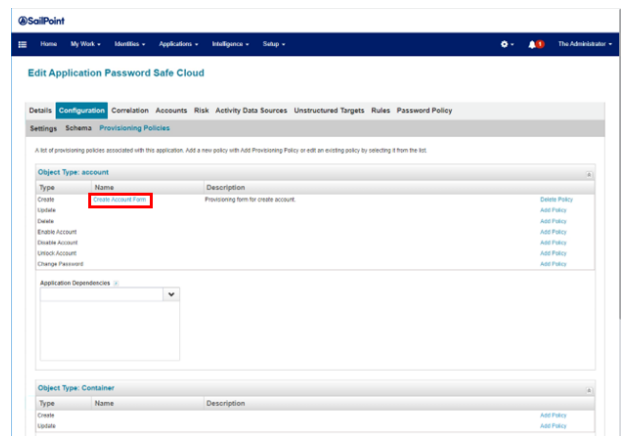 SailPoint
Home My Work Identities Applications Intelligence Setup 1 The Administrator
Edit Application Password Safe Cloud
Details Configuration Correlation Accounts Risk Activity Data Sources Unstructured Targets Rules Password Policy
Settings Schema Provisioning Policies
A list of provisioning policies associated with this application. Add a new policy with Add Provisioning Policy or edit an existing policy by selecting it from the list.
Object Type: account
Type Name Description
Create Create Account Form Provisioning form for create account. Delete Policy
Update Add Policy
Delete Add Policy
Enable Account Add Policy
Disable Account Add Policy
Unlock Account Add Policy
Change Password Add Policy
Application Dependencies
Object Type: Container
Type Name Description
Create Add Policy
Update Add Policy